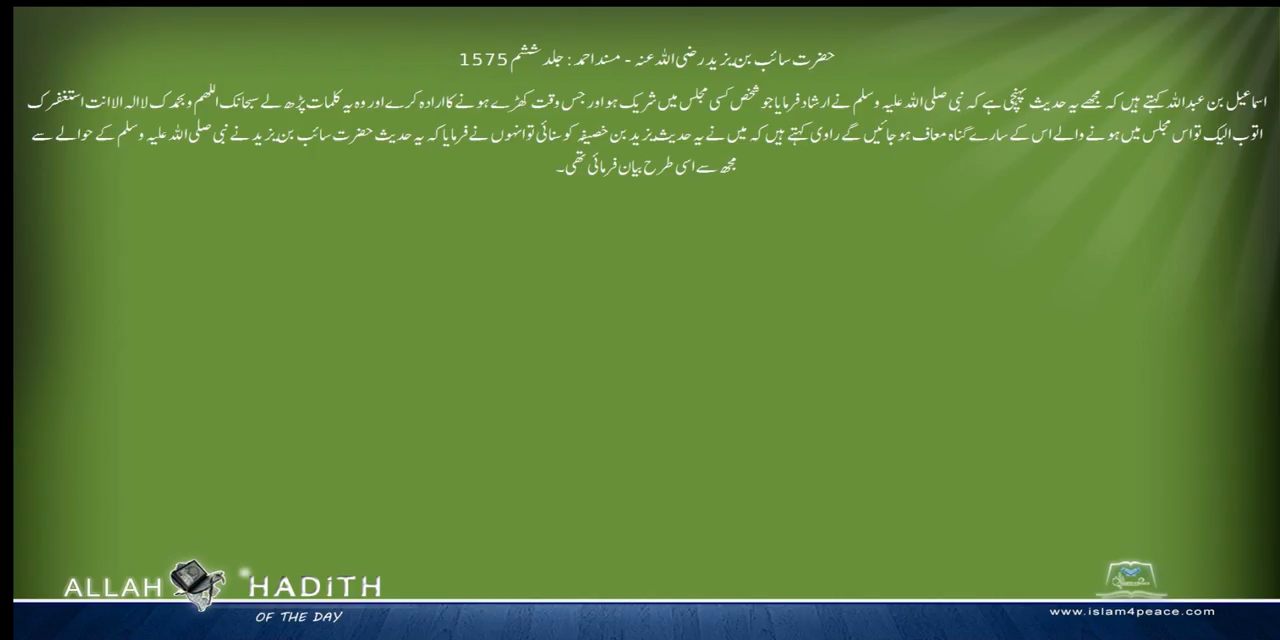 حضرت سائب بن یزید رضی اللہ عنہ - مسند احمد: جلد ششم 1575
اسماعیل بن عبداللہ کہتے ہیں کہ مجھے یہ حدیث پہنچی ہے کہ نبی صلی اللہ علیہ وسلم نے ارشاد فرمایا جو شخص کسی مجلس میں شریک ہو اور جس وقت کھڑے ہونے کا ارادہ کرے اور وہ یہ کلمات پڑھ لے سبحانک اللھم وبحمدک لا الہ الا انت استغفرک
اتوب الیک تو اس مجلس میں ہونے والے اس کے سارے گناہ معاف ہو جائیں گے راوی کہتے ہیں کہ میں نے یہ حدیث یزید بن خصیفہ کو سنائی تو انہوں نے فرمایا کہ یہ حدیث حضرت سائب بن یزید نے نبی صلی اللہ علیہ وسلم کے حوالے سے
مجھ سے اسی طرح بیان فرمائی تھی۔
ALLAH HADITH
OF THE DAY
www.islam4peace.com